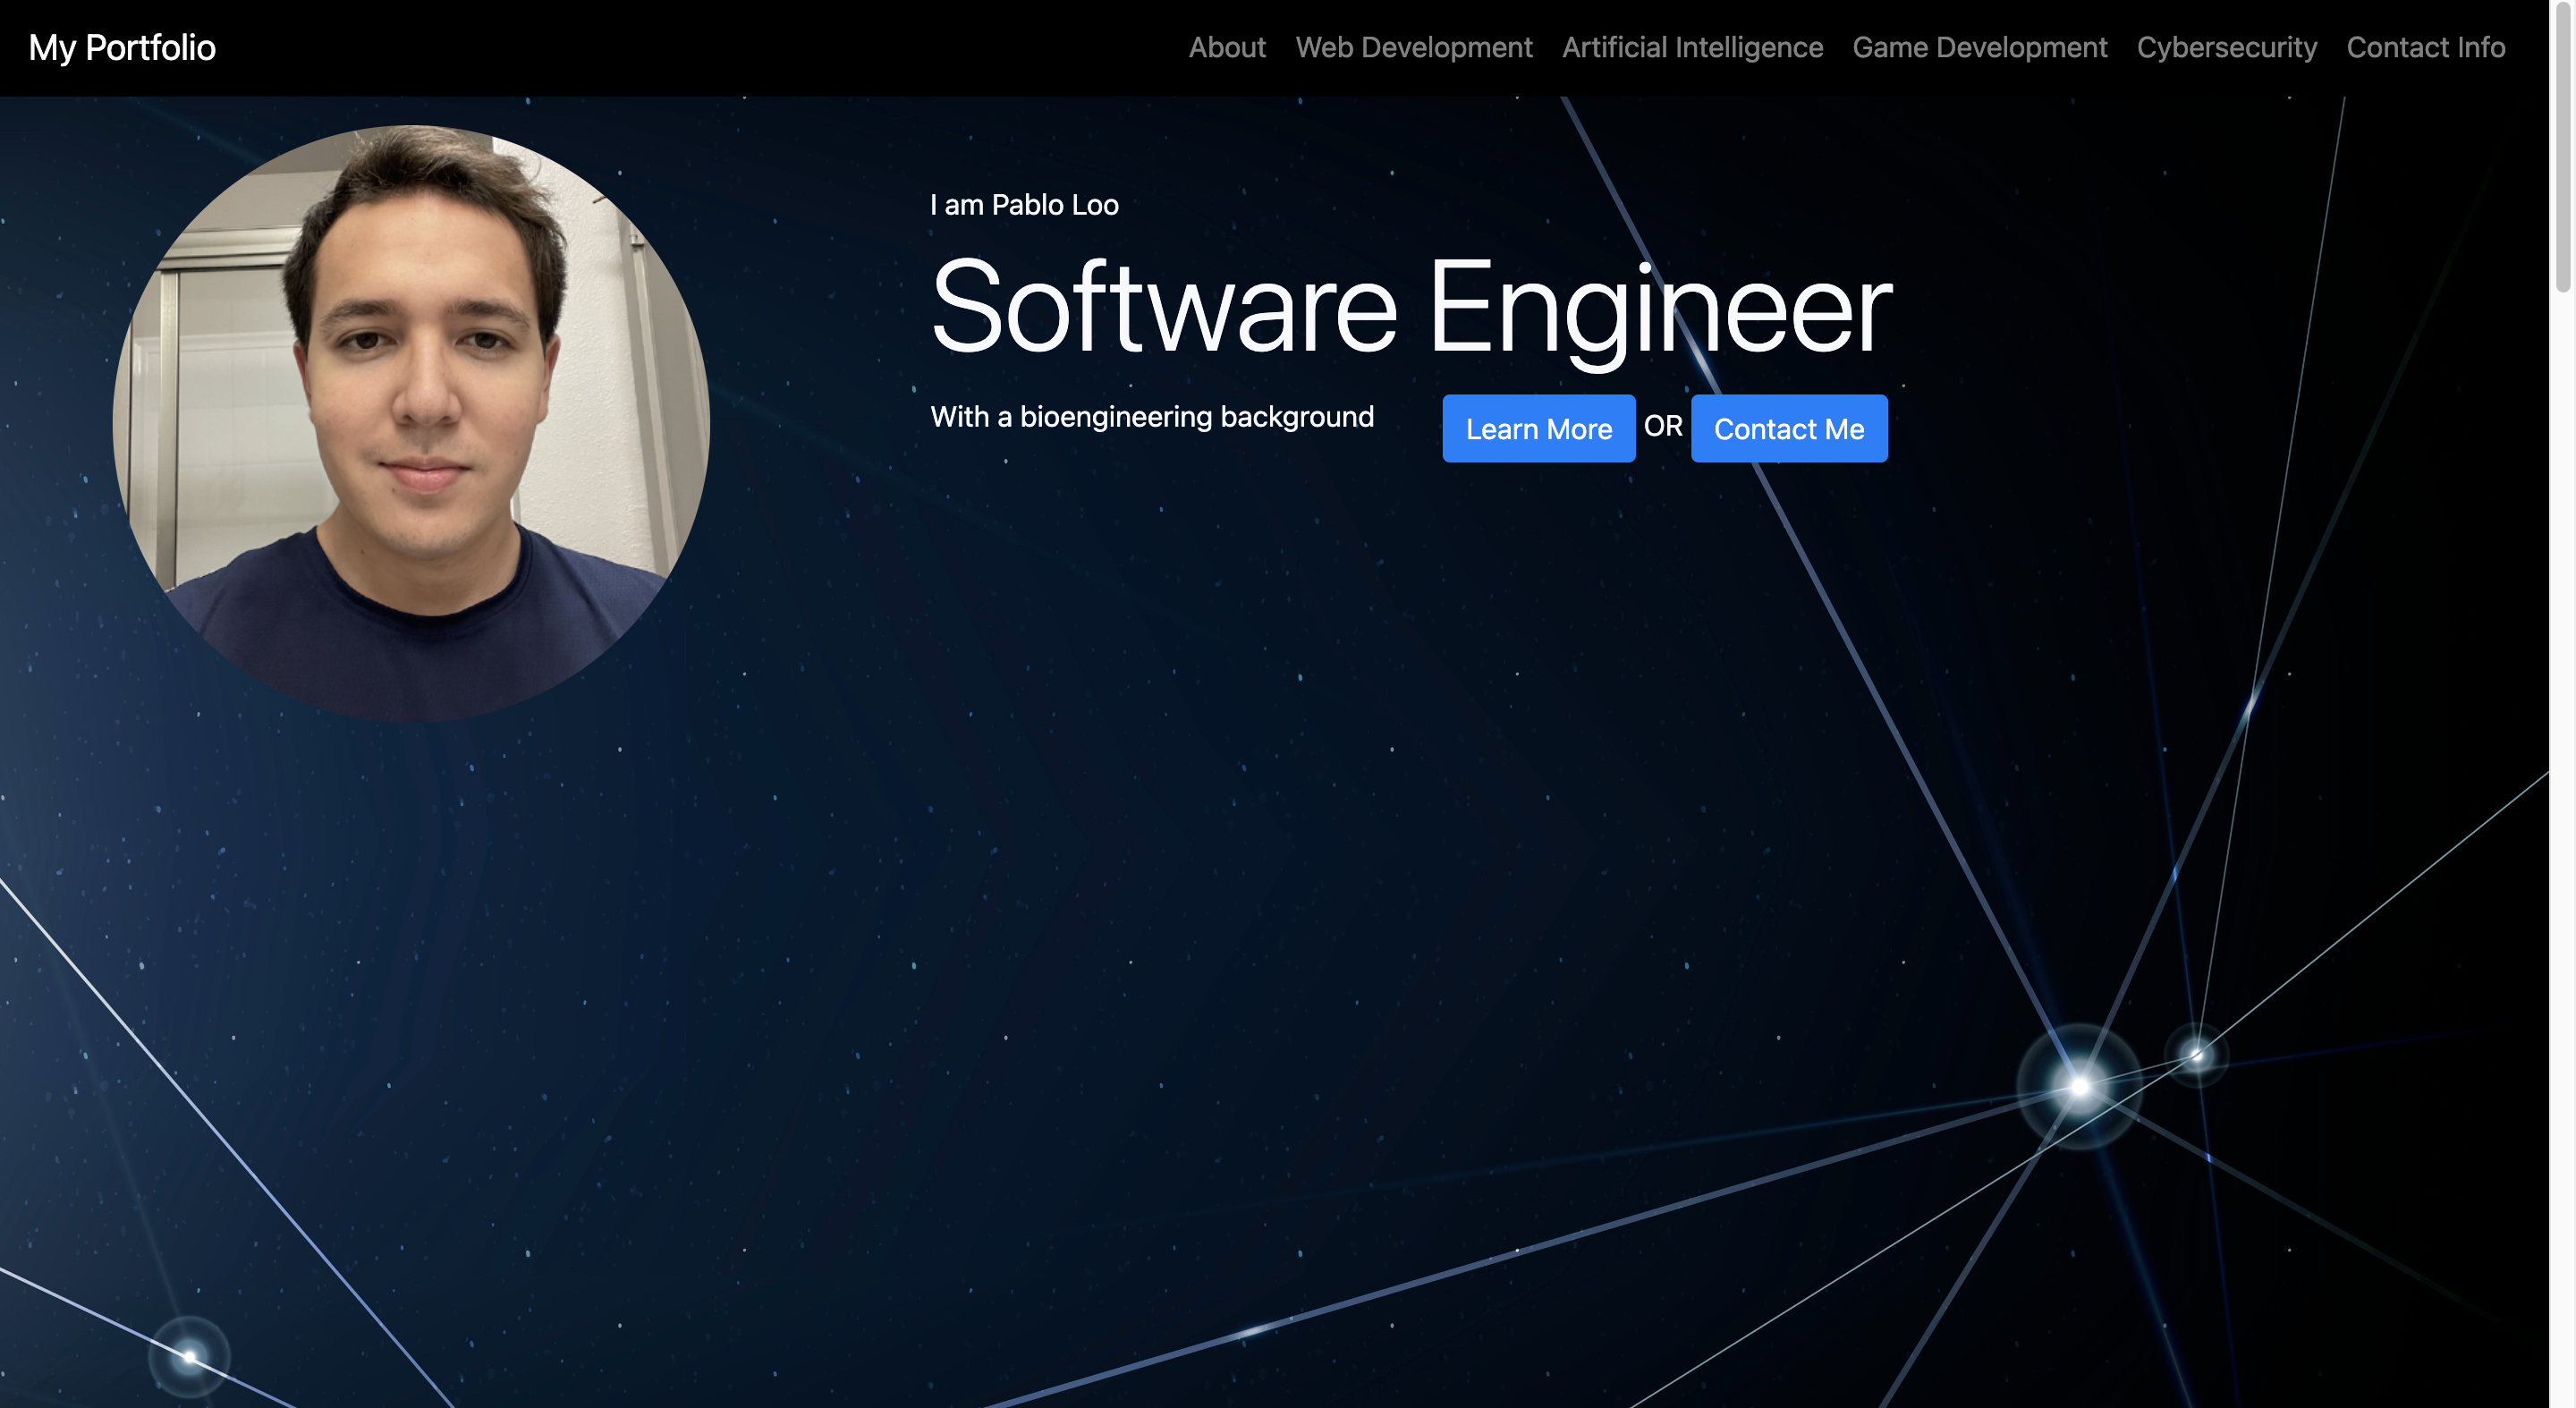 My Portfolio
About Web Development Artificial Intelligence Game Development Cybersecurity Contact Info
I am Pablo Loo
Software Engineer
With a bioengineering background
Learn More OR Contact Me